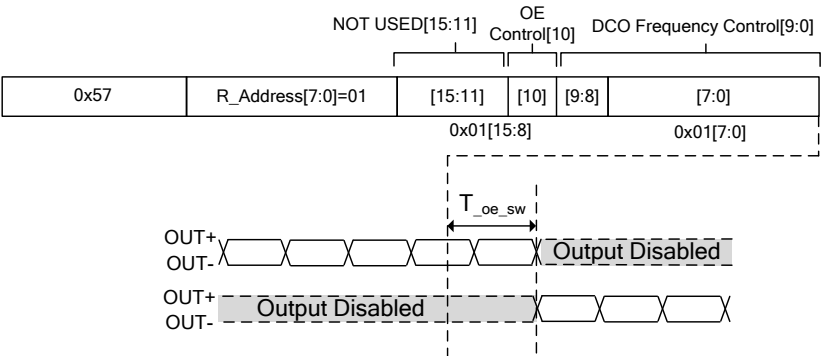 NOT USED[15:11]
OE
Control[10]
DCO Frequency Control[9:0]
0x57
R_Address[7:0]=01
[15:11]
[10]
[9:8]
[7:0]
0x01[15:8]
0x01[7:0]
T_oe_sw
OUT+
OUT-
Output Disabled
OUT+
OUT-
Output Disabled